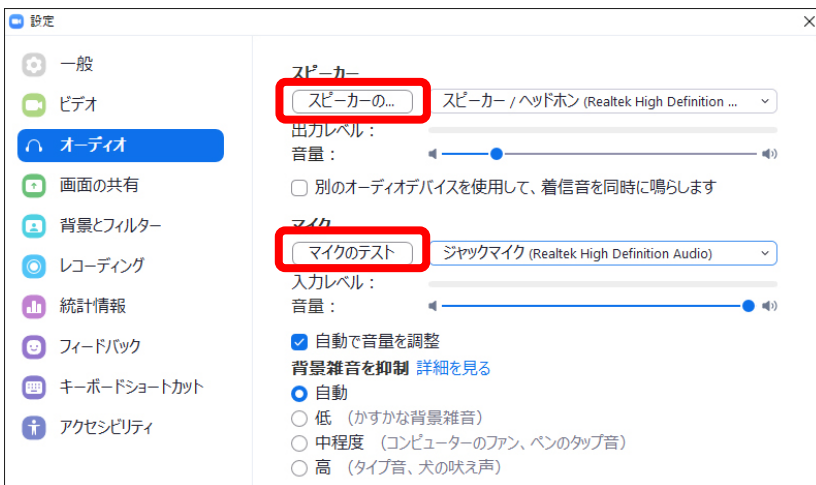 設定
一般
ビデオ
オーディオ
画面の共有
背景とフィルター
レコーディング
統計情報
フィードバック
キーボードショートカット
アクセシビリティ
スピーカー
スピーカーの... スピーカー / ヘッドホン (Realtek High Definition ...
出力レベル：
音量：
別のオーディオデバイスを使用して、着信音を同時に鳴らします
マイク
マイクのテスト ジャックマイク (Realtek High Definition Audio)
入力レベル：
音量：
自動で音量を調整
背景雑音を抑制 詳細を見る
自動
低 （かすかな背景雑音）
中程度 （コンピューターのファン、ペンのタップ音）
高 （タイプ音、犬の吠え声）